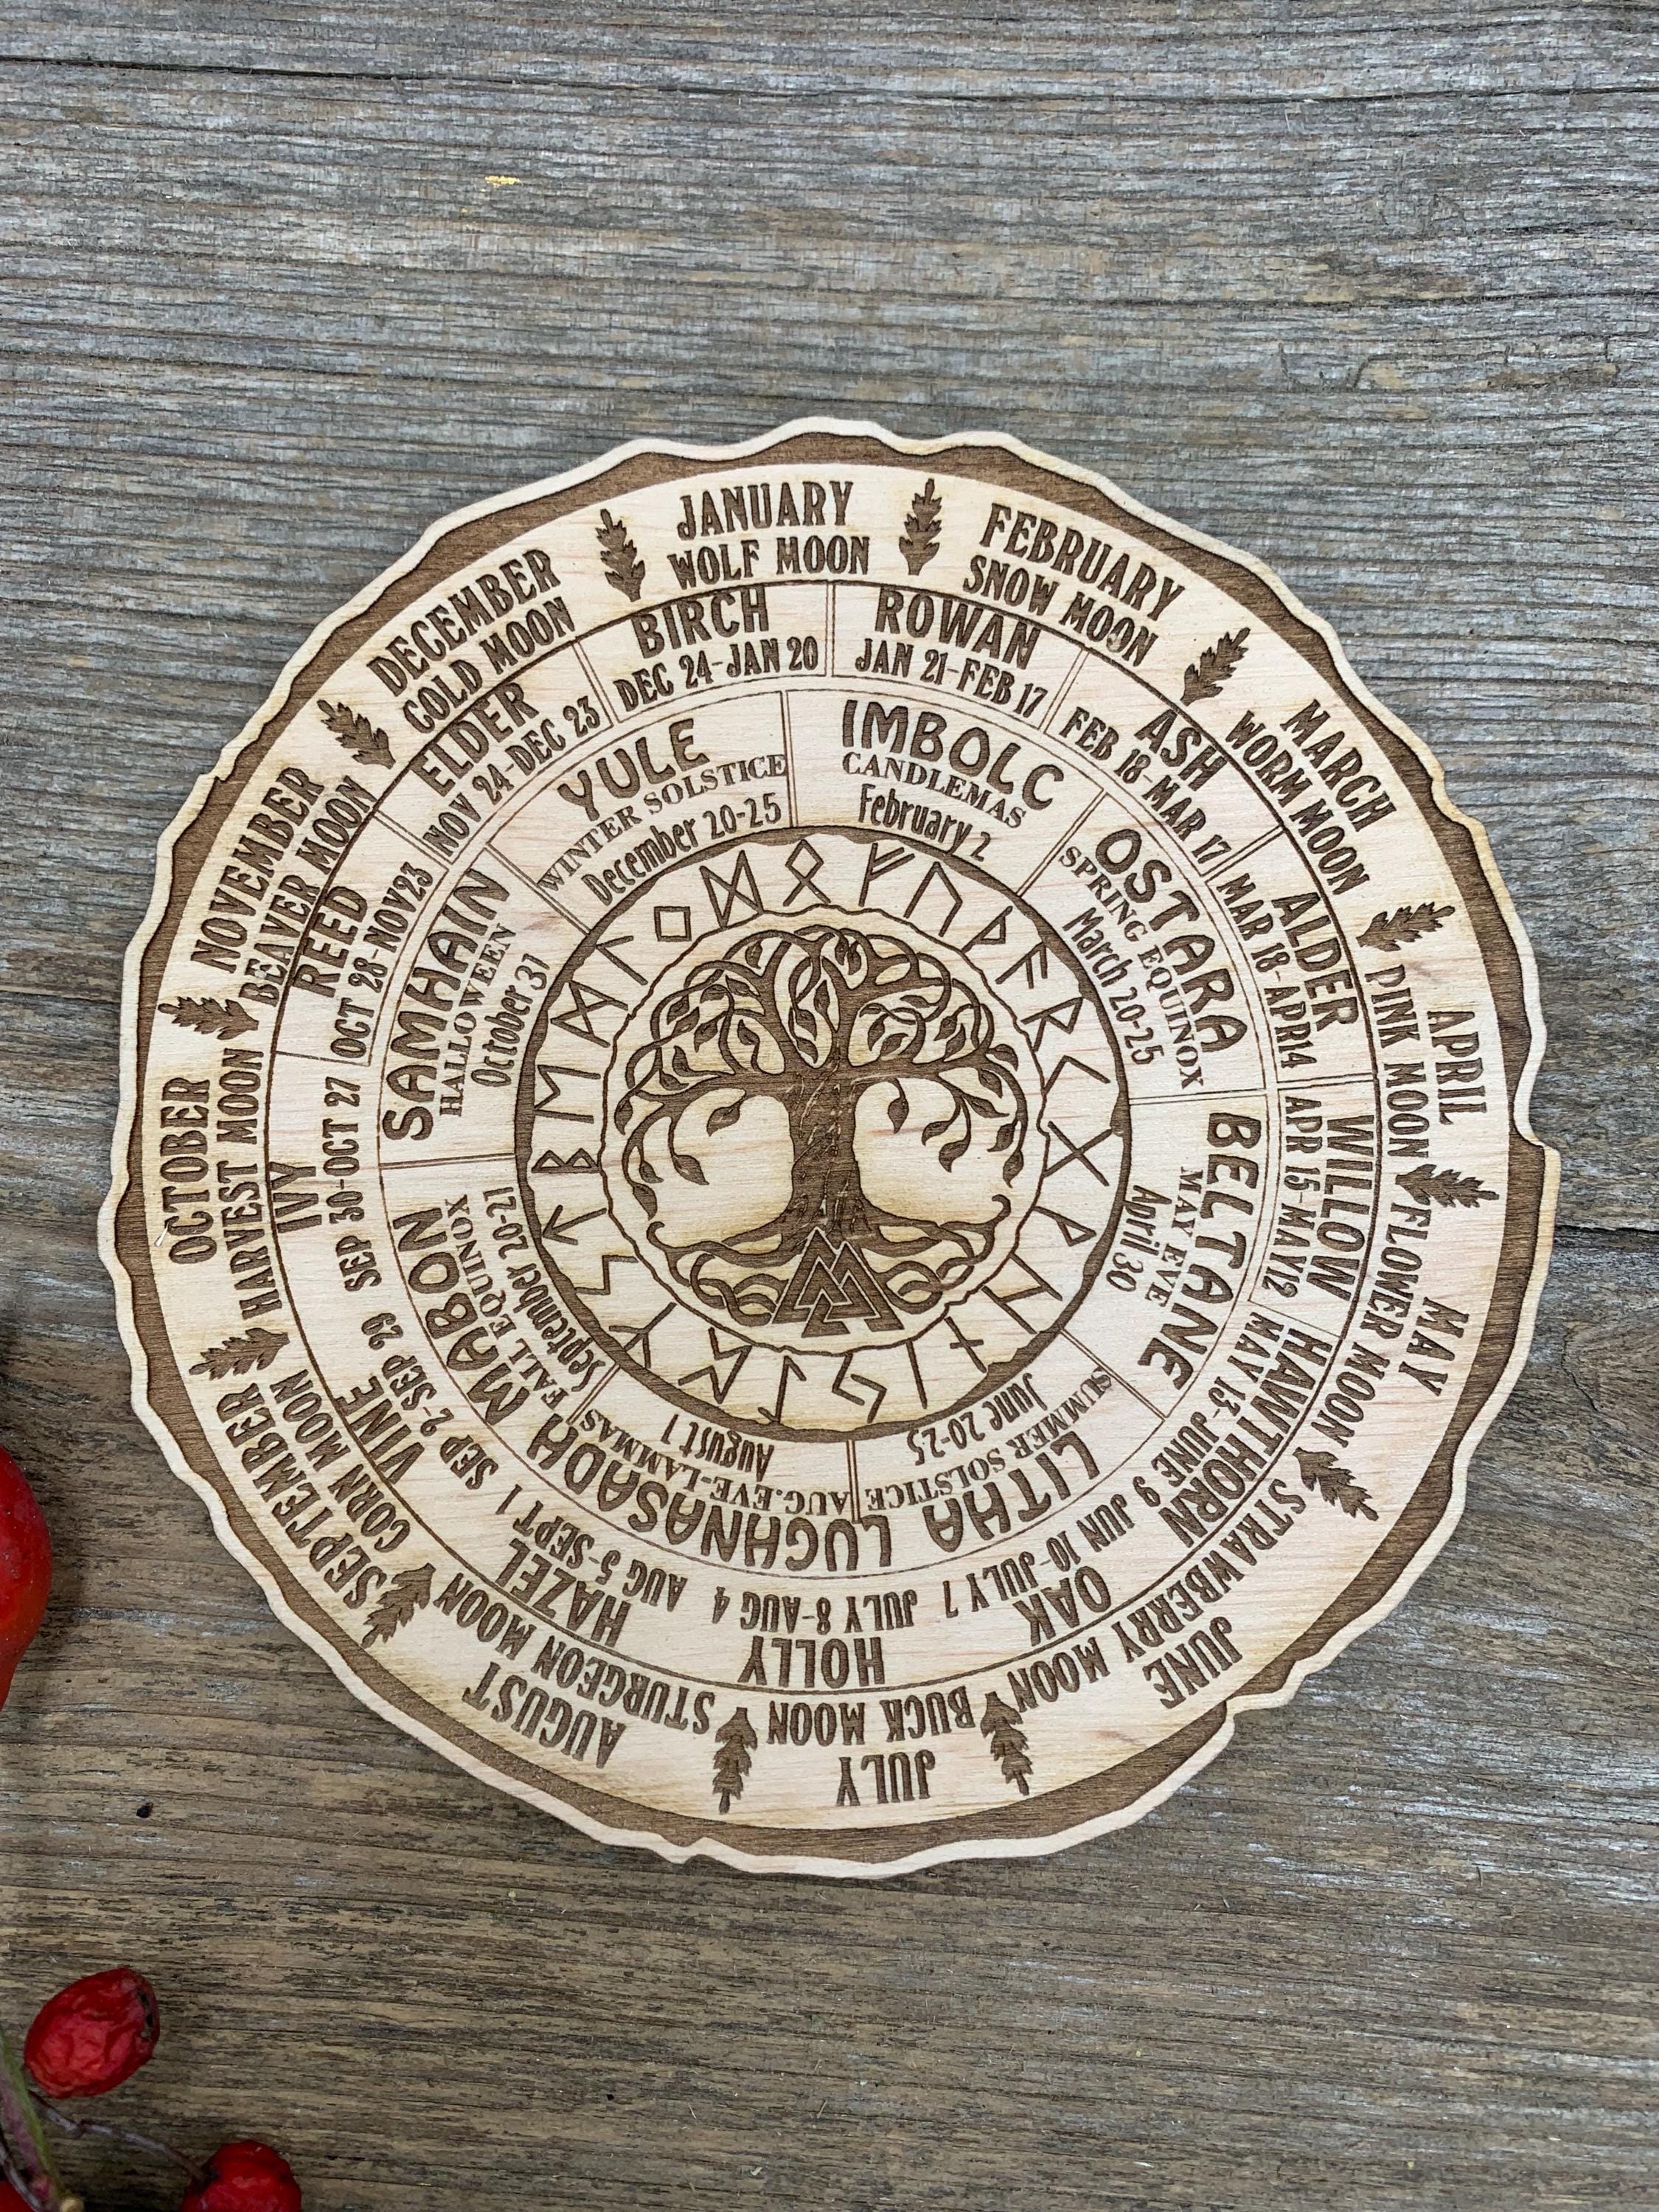 JANUARY
WOLF MOON
FEBRUARY
SNOW MOON
MARCH
WORM MOON
APRIL
PINK MOON
MAY
FLOWER MOON
JUNE
STRAWBERRY MOON
JULY
BUCK MOON
AUGUST
STURGEON MOON
SEPTEMBER
CORN MOON
OCTOBER
HARVEST MOON
NOVEMBER
BEAVER MOON
DECEMBER
COLD MOON
BIRCH
DEC 24-JAN 20
ROWAN
JAN 21-FEB 17
ASH
FEB 18-MAR 17
ALDER
MAR 18-APR14
WILLOW
APR 15-MAY12
HAWTHORN
MAY 13-JUNE 9
OAK
JUN 10-JULY 7
HOLLY
JULY 8-AUG 4
HAZEL
AUG 5-SEPT 1
VINE
SEP 2-SEP 29
IVY
SEP 30-OCT 27
REED
OCT 28-NOV23
ELDER
NOV 24-DEC 23
YULE
WINTER SOLSTICE
December 20-25
IMBOLC
CANDLEMAS
February 2
OSTARA
SPRING EQUINOX
March 20-25
BELTANE
MAY EVE
April 30
LITHA
SUMMER SOLSTICE
June 20-25
LUGHNASADH
AUG.EVE-LAMMAS
August 1
MABON
FALL EQUINOX
September 20-21
SAMHAIN
HALLOWEEN
October 31
ᚠ ᚢ ᚦ ᚨ ᚱ ᚲ ᚷ ᚹ ᚺ ᚾ ᛁ ᛃ ᛇ ᛈ ᛉ ᛊ ᛏ ᛒ ᛖ ᛗ ᛚ ᛜ ᛞ ᛟ